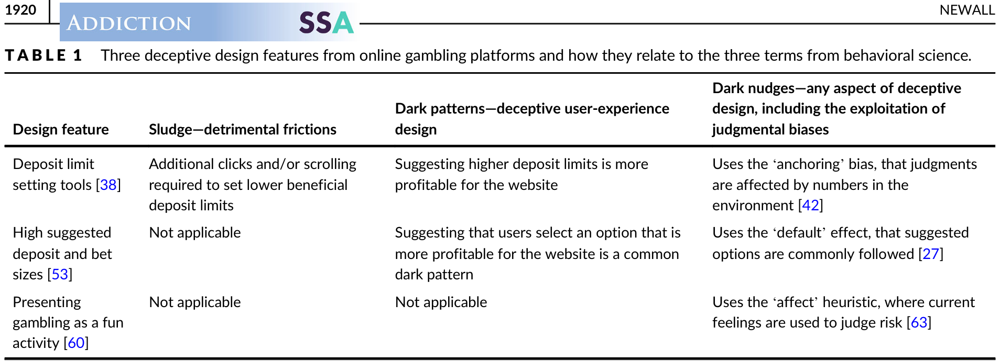 1920
ADDICTION
SSA
NEWALL
TABLE 1 Three deceptive design features from online gambling platforms and how they relate to the three terms from behavioral science.
Design feature
Sludge—detrimental frictions
Dark patterns—deceptive user-experience
design
Dark nudges—any aspect of deceptive
design, including the exploitation of
judgmental biases
Deposit limit
setting tools [38]
Additional clicks and/or scrolling
required to set lower beneficial
deposit limits
Suggesting higher deposit limits is more
profitable for the website
Uses the ‘anchoring’ bias, that judgments
are affected by numbers in the
environment [42]
High suggested
deposit and bet
sizes [53]
Not applicable
Suggesting that users select an option that is
more profitable for the website is a common
dark pattern
Uses the ‘default’ effect, that suggested
options are commonly followed [27]
Presenting
gambling as a fun
activity [60]
Not applicable
Not applicable
Uses the ‘affect’ heuristic, where current
feelings are used to judge risk [63]